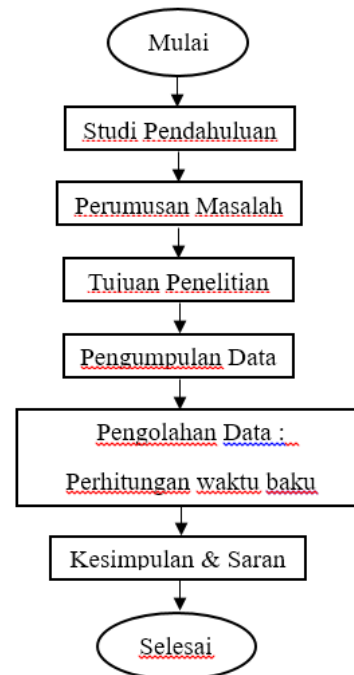 Mulai
Studi Pendahuluan
Perumusan Masalah
Tujuan Penelitian
Pengumpulan Data
Pengolahan Data :
Perhitungan waktu baku
Kesimpulan & Saran
Selesai